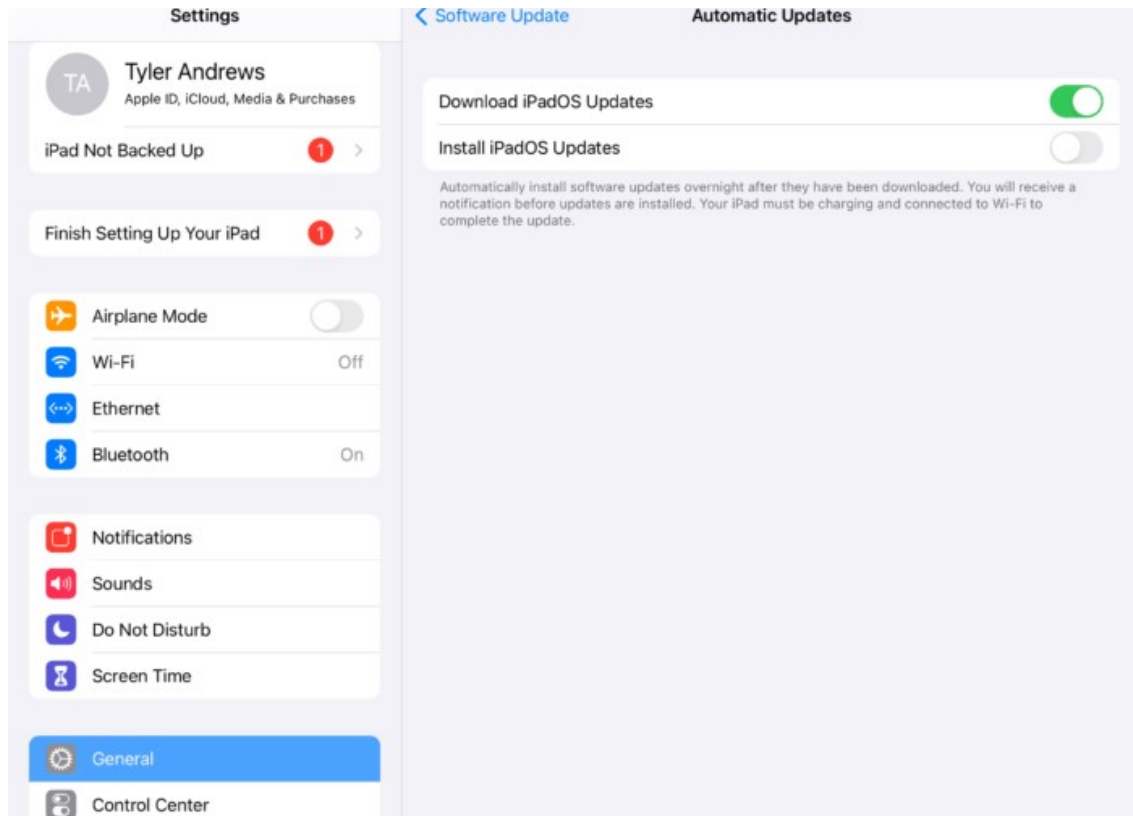 Settings
TA
Tyler Andrews
Apple ID, iCloud, Media & Purchases
iPad Not Backed Up 1
Finish Setting Up Your iPad 1
Airplane Mode
Wi-Fi Off
Ethernet
Bluetooth On
Notifications
Sounds
Do Not Disturb
Screen Time
General
Control Center
Software Update Automatic Updates
Download iPadOS Updates
Install iPadOS Updates
Automatically install software updates overnight after they have been downloaded. You will receive a
notification before updates are installed. Your iPad must be charging and connected to Wi-Fi to
complete the update.